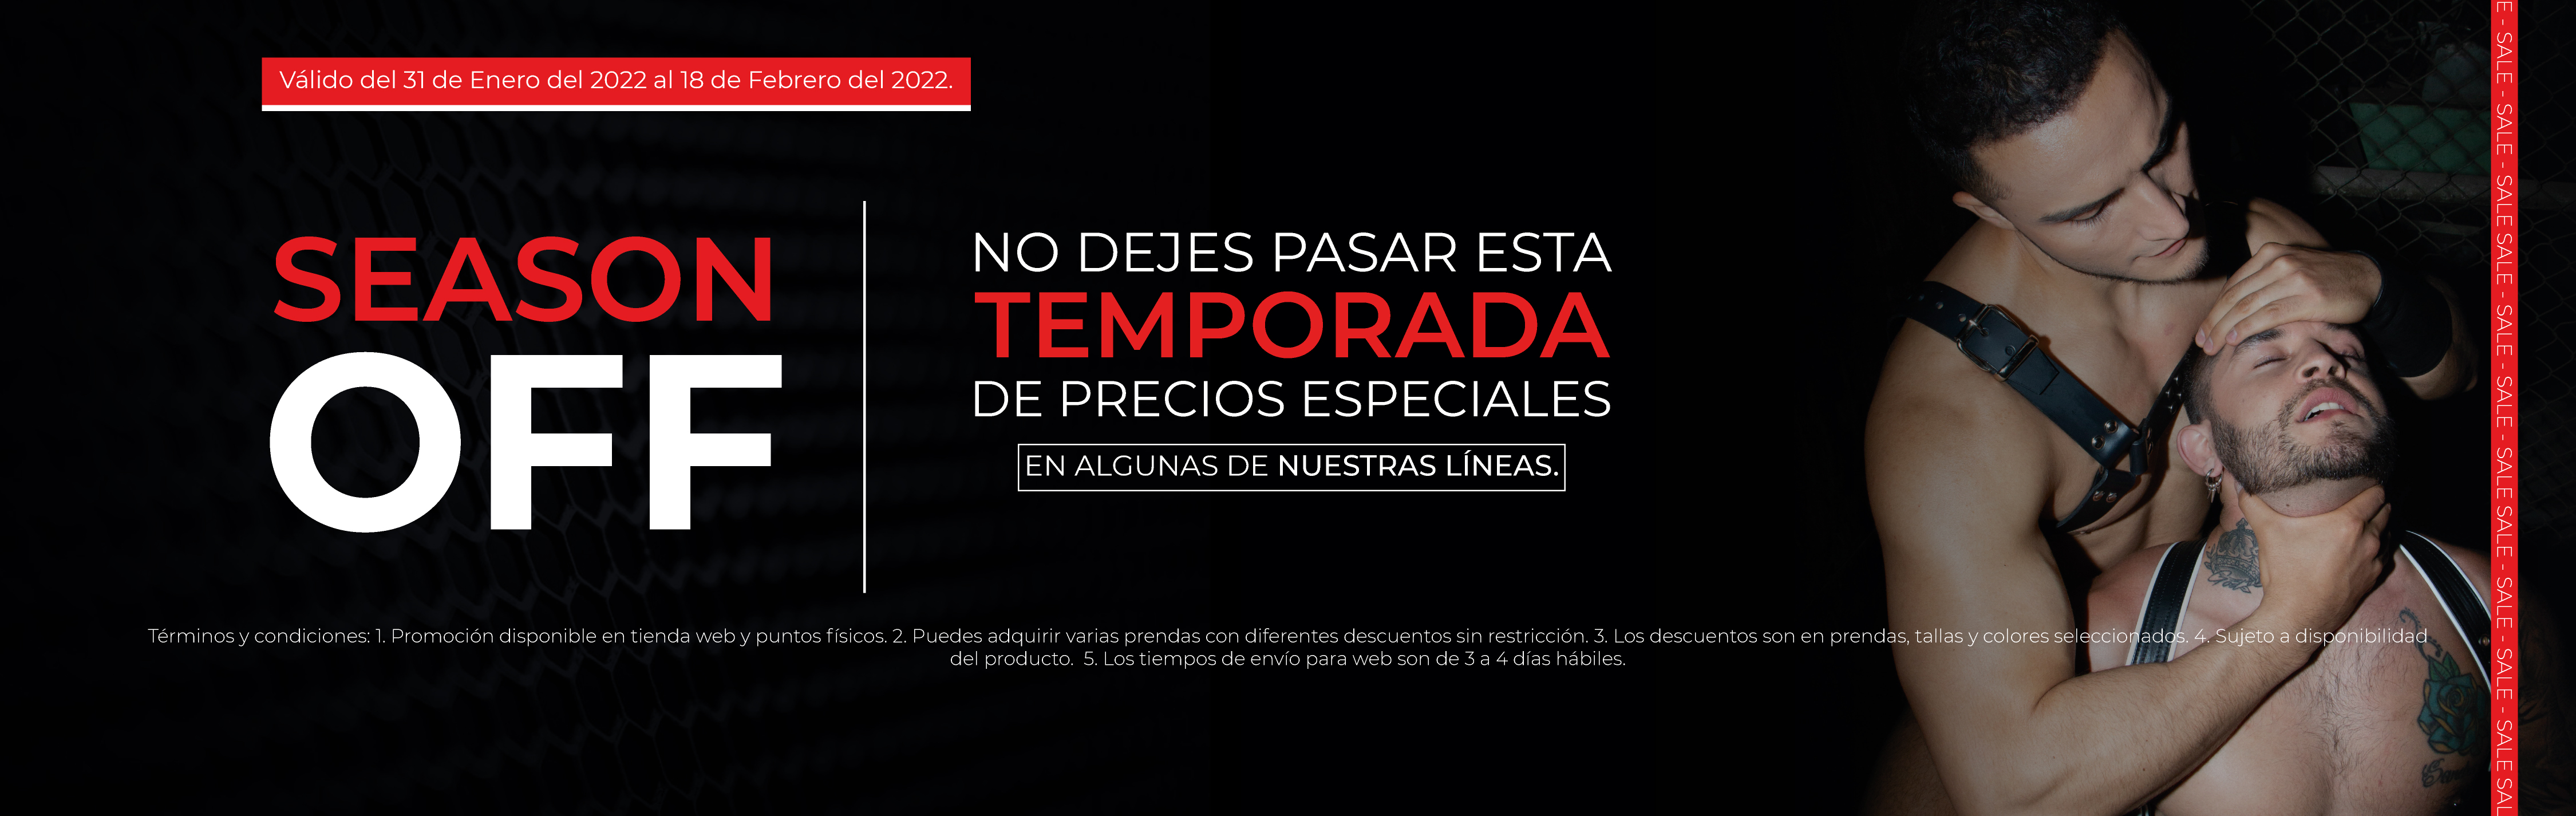 Válido del 31 de Enero del 2022 al 18 de Febrero del 2022.
SEASON
OFF
NO DEJES PASAR ESTA
TEMPORADA
DE PRECIOS ESPECIALES
EN ALGUNAS DE NUESTRAS LÍNEAS.
Términos y condiciones: 1. Promoción disponible en tienda web y puntos físicos. 2. Puedes adquirir varias prendas con diferentes descuentos sin restricción. 3. Los descuentos son en prendas, tallas y colores seleccionados. 4. Sujeto a disponibilidad
del producto.  5. Los tiempos de envío para web son de 3 a 4 días hábiles.
E - SALE - SALE - SALE SALE - SALE - SALE - SALE SALE - SALE - SALE - SAL